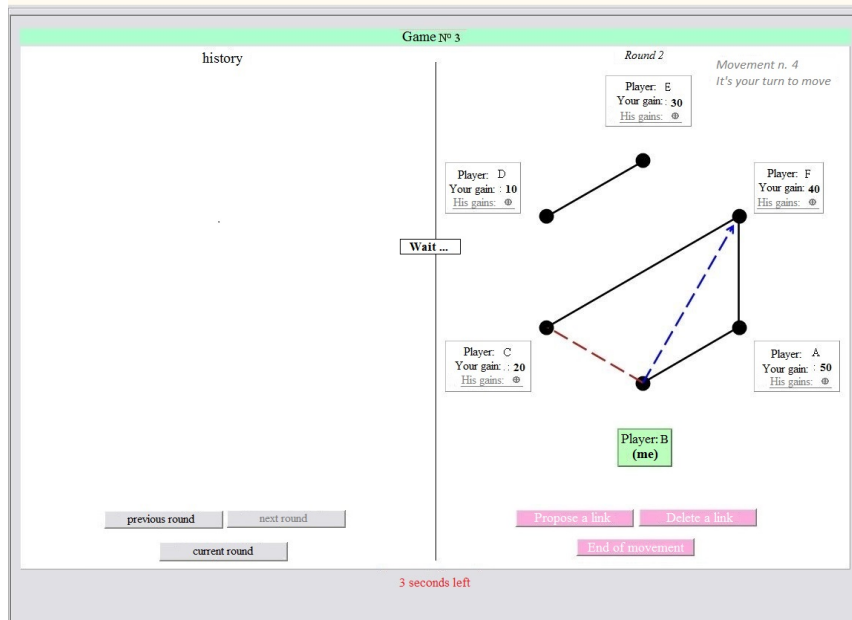 Game Nº 3
history
Round 2
Movement n. 4
It's your turn to move
Player: E
Your gain: : 30
His gains:
Player: D
Your gain: : 10
His gains:
Player: F
Your gain: 40
His gains:
Wait ...
Player: C
Your gain: .: 20
His gains:
Player: A
Your gain: : 50
His gains:
Player: B
(me)
previous round
next round
current round
Propose a link
Delete a link
End of movement
3 seconds left